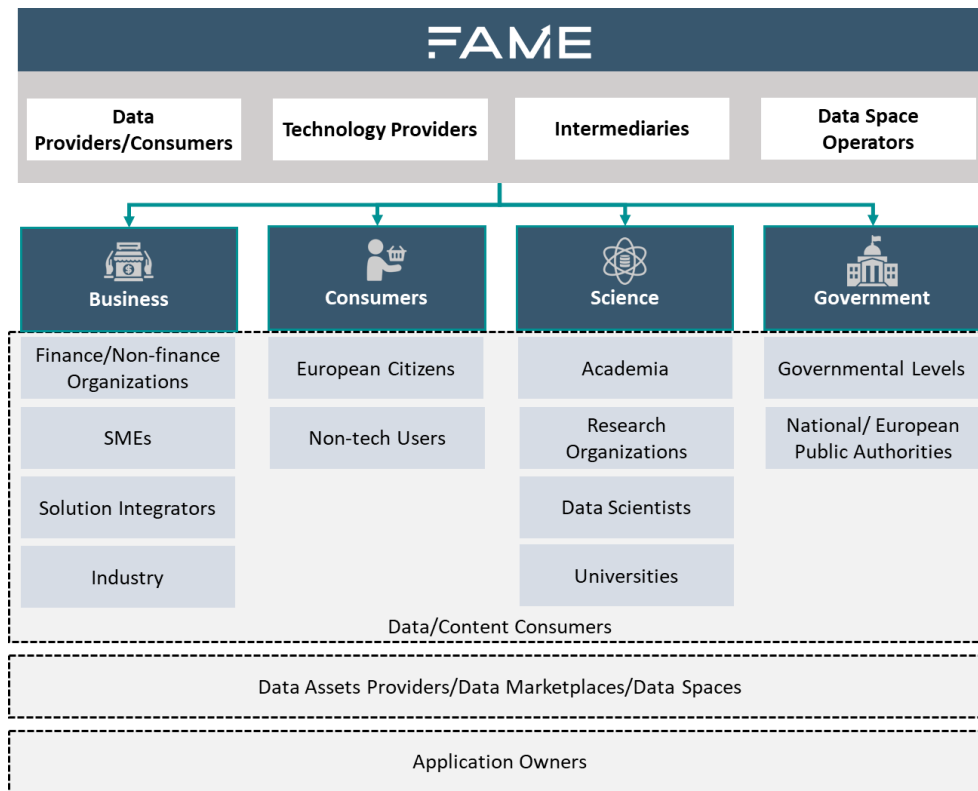 FAME
Data
Providers/Consumers
Technology Providers
Intermediaries
Data Space
Operators
Business
Consumers
Science
Government
Finance/Non-finance
Organizations
SMEs
Solution Integrators
Industry
European Citizens
Non-tech Users
Academia
Research
Organizations
Data Scientists
Universities
Governmental Levels
National/ European
Public Authorities
Data/Content Consumers
Data Assets Providers/Data Marketplaces/Data Spaces
Application Owners